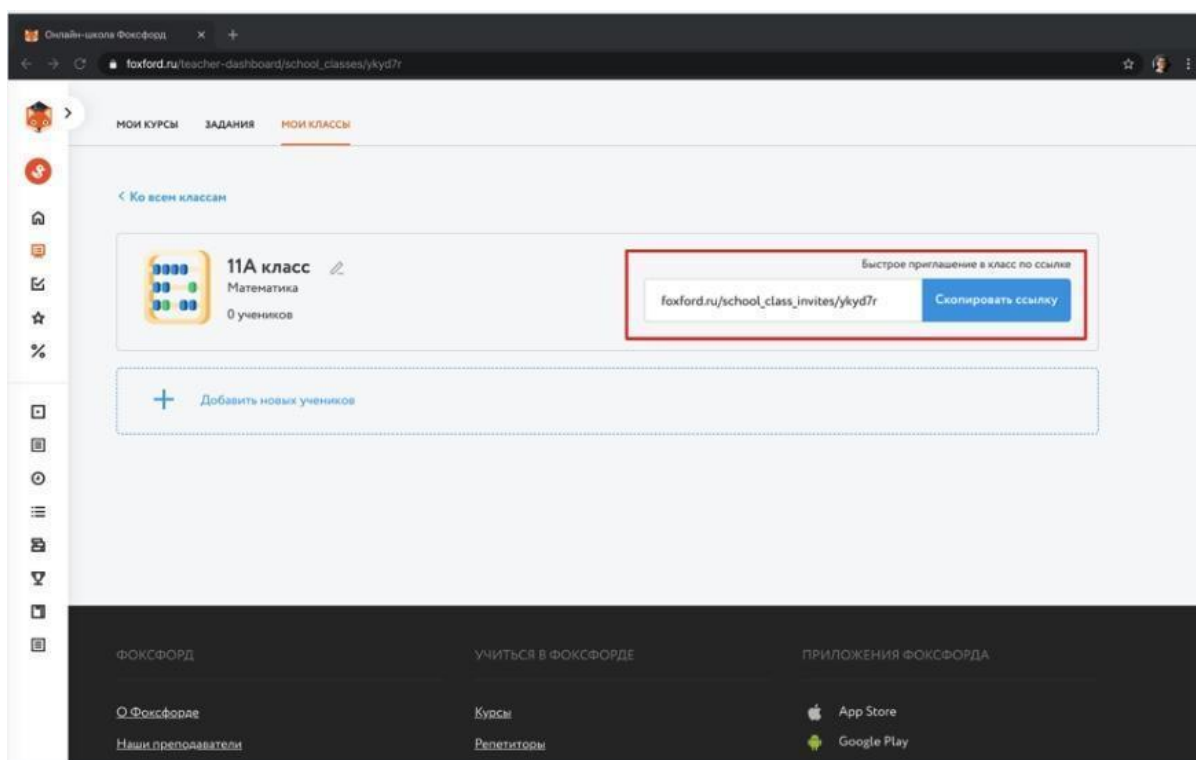 Онлайн-школа Фоксфорд
foxford.ru/teacher-dashboard/school_classes/ykyd7r
МОИ КУРСЫ ЗАДАНИЯ МОИ КЛАССЫ
< Ко всем классам
11А класс
Математика
0 учеников
Быстрое приглашение в класс по ссылке
foxford.ru/school_class_invites/ykyd7r
Скопировать ссылку
+ Добавить новых учеников
ФОКСФОРД УЧИТЬСЯ В ФОКСФОРДЕ ПРИЛОЖЕНИЯ ФОКСФОРДА
О Фоксфорде Курсы App Store
Наши преподаватели Репетиторы Google Play